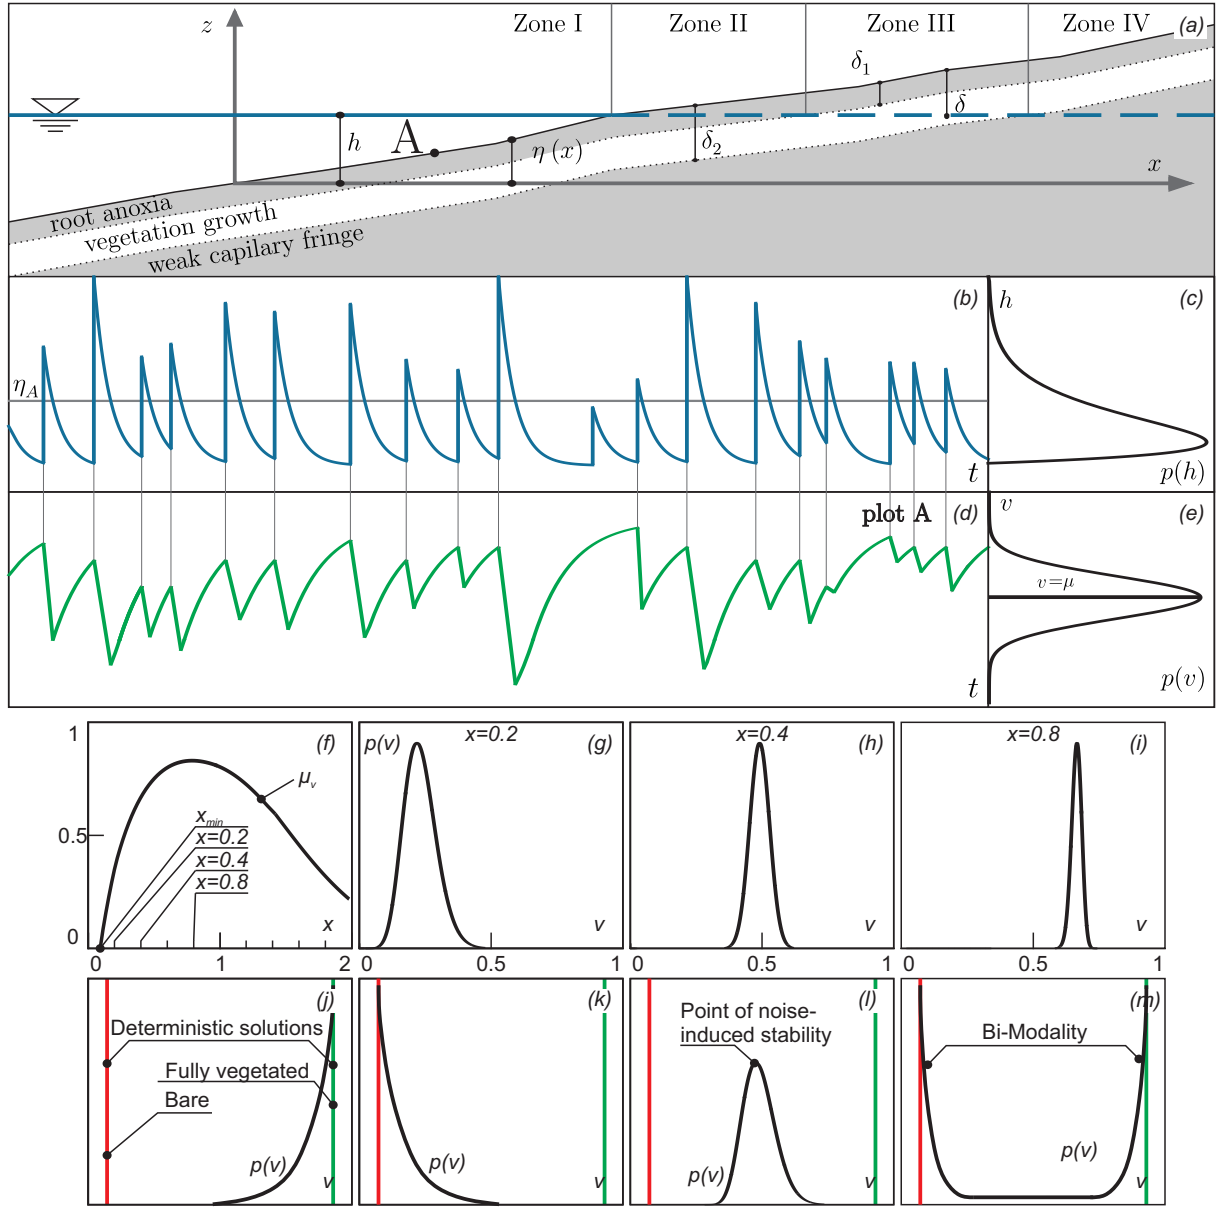 z
Zone I
Zone II
Zone III
Zone IV
(a)
δ₁
δ
h
A
η (x)
δ₂
x
root anoxia
vegetation growth
weak capilary fringe
(b)
h
(c)
η_A
t
p(h)
plot A
(d)
v
(e)
v=μ
t
p(v)
1
(f)
μ_v
x_min
0.5
x=0.2
x=0.4
x=0.8
x
0
0
1
2
p(v)
x=0.2
(g)
v
0
0.5
1
x=0.4
(h)
v
0
0.5
1
x=0.8
(i)
v
0
0.5
1
(j)
Deterministic solutions
Fully vegetated
Bare
p(v)
v
(k)
p(v)
v
(l)
Point of noise-
induced stability
p(v)
v
(m)
Bi-Modality
p(v)
v